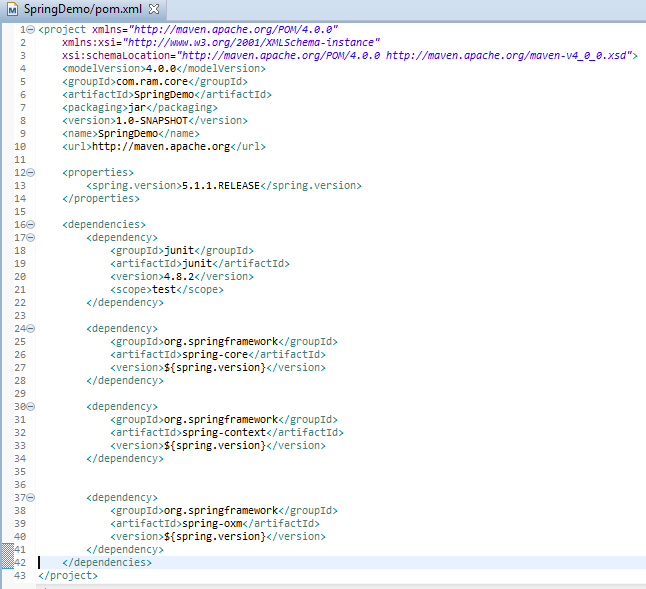 SpringDemo/pom.xml
1 <project xmlns="http://maven.apache.org/POM/4.0.0"
2 xmlns:xsi="http://www.w3.org/2001/XMLSchema-instance"
3 xsi:schemaLocation="http://maven.apache.org/POM/4.0.0 http://maven.apache.org/maven-v4_0_0.xsd">
4 <modelVersion>4.0.0</modelVersion>
5 <groupId>com.ram.core</groupId>
6 <artifactId>SpringDemo</artifactId>
7 <packaging>jar</packaging>
8 <version>1.0-SNAPSHOT</version>
9 <name>SpringDemo</name>
10 <url>http://maven.apache.org</url>
11
12 <properties>
13 <spring.version>5.1.1.RELEASE</spring.version>
14 </properties>
15
16 <dependencies>
17 <dependency>
18 <groupId>junit</groupId>
19 <artifactId>junit</artifactId>
20 <version>4.8.2</version>
21 <scope>test</scope>
22 </dependency>
23
24 <dependency>
25 <groupId>org.springframework</groupId>
26 <artifactId>spring-core</artifactId>
27 <version>${spring.version}</version>
28 </dependency>
29
30 <dependency>
31 <groupId>org.springframework</groupId>
32 <artifactId>spring-context</artifactId>
33 <version>${spring.version}</version>
34 </dependency>
35
36
37 <dependency>
38 <groupId>org.springframework</groupId>
39 <artifactId>spring-oxm</artifactId>
40 <version>${spring.version}</version>
41 </dependency>
42 </dependencies>
43 </project>